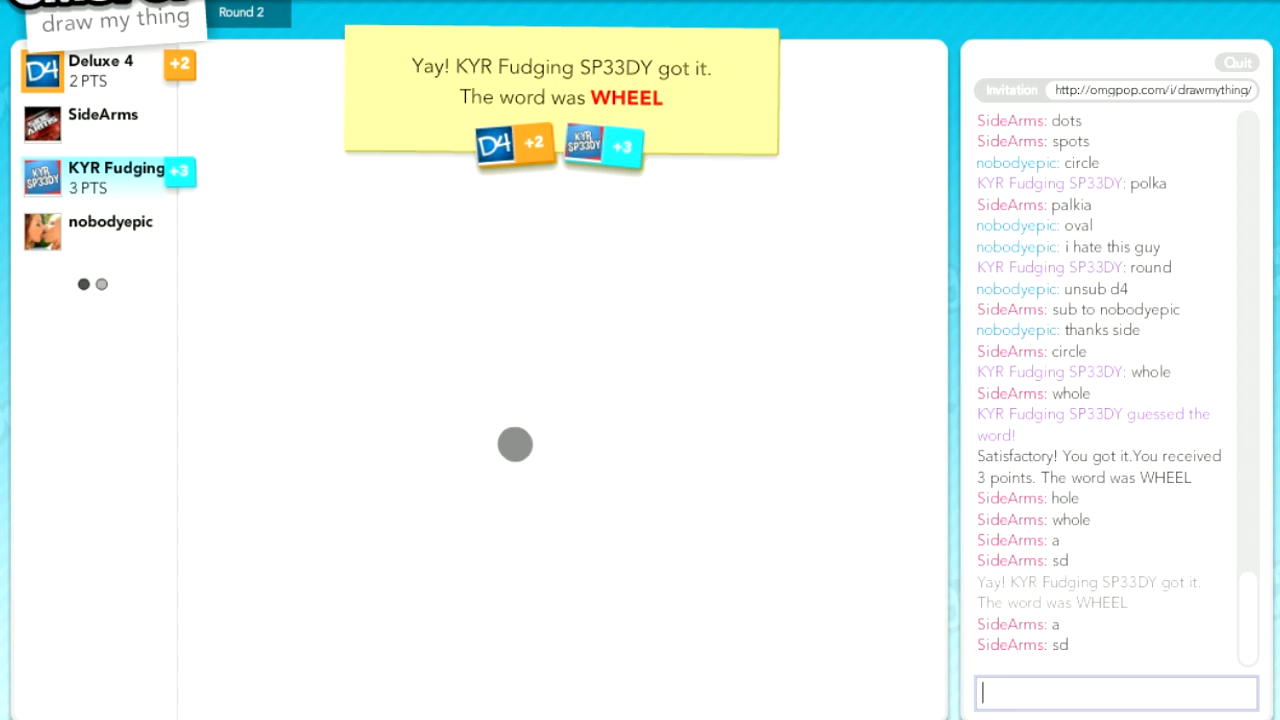 draw my thing
Round 2
Deluxe 4
2 PTS
+2
SideArms
KYR Fudging
3 PTS
+3
nobodyepic
D4
KYR
SP33DY
Yay! KYR Fudging SP33DY got it.
The word was WHEEL
D4 +2
KYR
SP33DY +3
Quit
Invitation http://omgpop.com/i/drawmything/
SideArms: dots
SideArms: spots
nobodyepic: circle
KYR Fudging SP33DY: polka
SideArms: palkia
nobodyepic: oval
nobodyepic: i hate this guy
KYR Fudging SP33DY: round
nobodyepic: unsub d4
SideArms: sub to nobodyepic
nobodyepic: thanks side
SideArms: circle
KYR Fudging SP33DY: whole
SideArms: whole
KYR Fudging SP33DY guessed the
word!
Satisfactory! You got it.You received
3 points. The word was WHEEL
SideArms: hole
SideArms: whole
SideArms: a
SideArms: sd
Yay! KYR Fudging SP33DY got it.
The word was WHEEL
SideArms: a
SideArms: sd